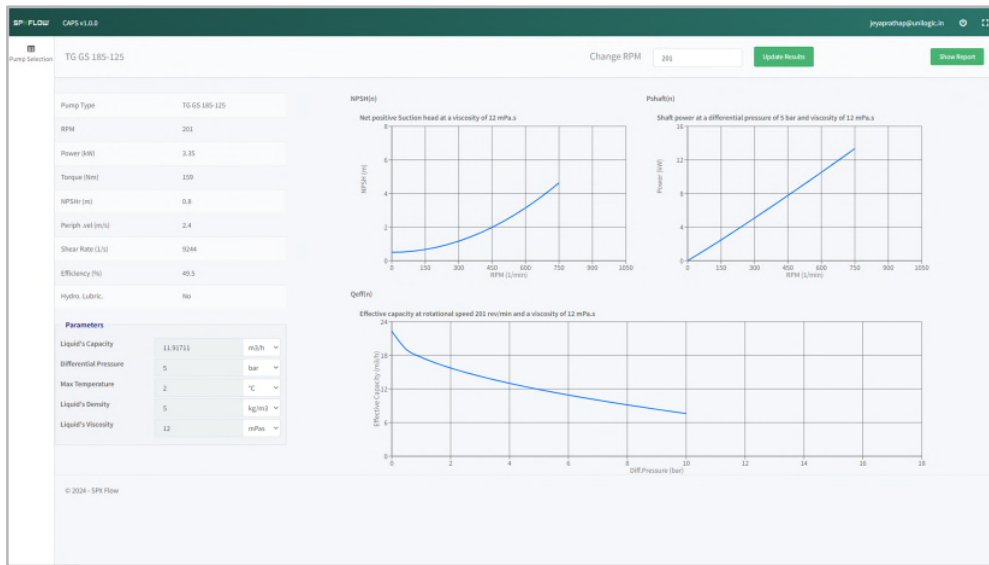 SPXFLOW CAPS v1.0.0 jeyaprathap@unilogic.in
Pump Selection
TG GS 185-125 Change RPM 201 Update Results Show Report
Pump Type TG GS 185-125
RPM 201
Power (kW) 3.35
Torque (Nm) 159
NPSHr (m) 0.8
Periph .vel (m/s) 2.4
Shear Rate (1/s) 9244
Efficiency (%) 49.5
Hydro. Lubric. No
Parameters
Liquid's Capacity 11.91711 m3/h
Differential Pressure 5 bar
Max Temperature 2 °C
Liquid's Density 5 kg/m3
Liquid's Viscosity 12 mPas
NPSH(n)
Net positive Suction head at a viscosity of 12 mPa.s
NPSH (m)
8
6
4
2
0
0 150 300 450 600 750 900 1050
RPM (1/min)
Pshaft(n)
Shaft power at a differential pressure of 5 bar and viscosity of 12 mPa.s
Power (kW)
16
12
8
4
0
0 150 300 450 600 750 900 1050
RPM (1/min)
Qeff(n)
Effective capacity at rotational speed 201 rev/min and a viscosity of 12 mPa.s
Effective Capacity (m3/h)
24
18
12
6
0
0 2 4 6 8 10 12 14 16 18
Diff.Pressure (bar)
© 2024 - SPX Flow